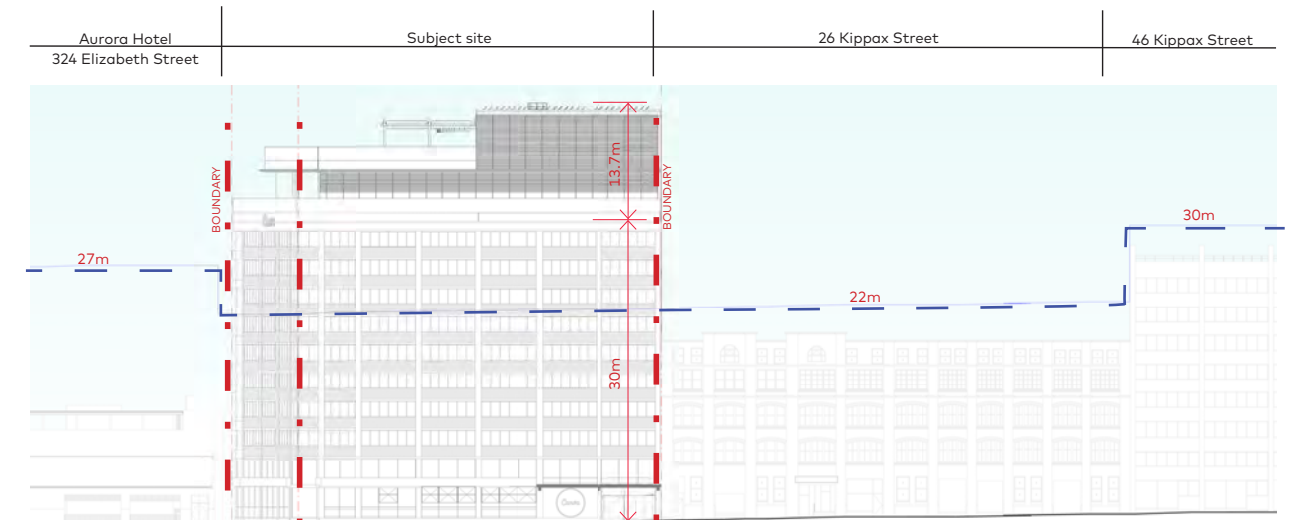 Aurora Hotel
324 Elizabeth Street
Subject site
26 Kippax Street
46 Kippax Street
BOUNDARY
13.7m
BOUNDARY
30m
27m
22m
30m